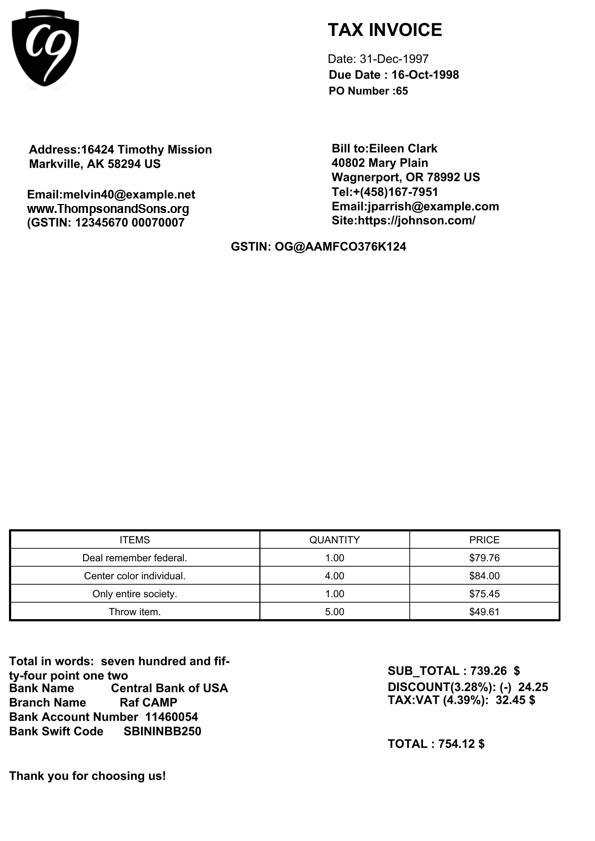 C9
TAX INVOICE
Date: 31-Dec-1997
Due Date : 16-Oct-1998
PO Number :65
Address:16424 Timothy Mission
Markville, AK 58294 US
Email:melvin40@example.net
www.ThompsonandSons.org
(GSTIN: 12345670 00070007
Bill to:Eileen Clark
40802 Mary Plain
Wagnerport, OR 78992 US
Tel:+(458)167-7951
Email:jparrish@example.com
Site:https://johnson.com/
GSTIN: OG@AAMFCO376K124
ITEMS QUANTITY PRICE
Deal remember federal. 1.00 $79.76
Center color individual. 4.00 $84.00
Only entire society. 1.00 $75.45
Throw item. 5.00 $49.61
Total in words: seven hundred and fif-
ty-four point one two
Bank Name Central Bank of USA
Branch Name Raf CAMP
Bank Account Number 11460054
Bank Swift Code SBININBB250
SUB_TOTAL : 739.26 $
DISCOUNT(3.28%): (-) 24.25
TAX:VAT (4.39%): 32.45 $
TOTAL : 754.12 $
Thank you for choosing us!